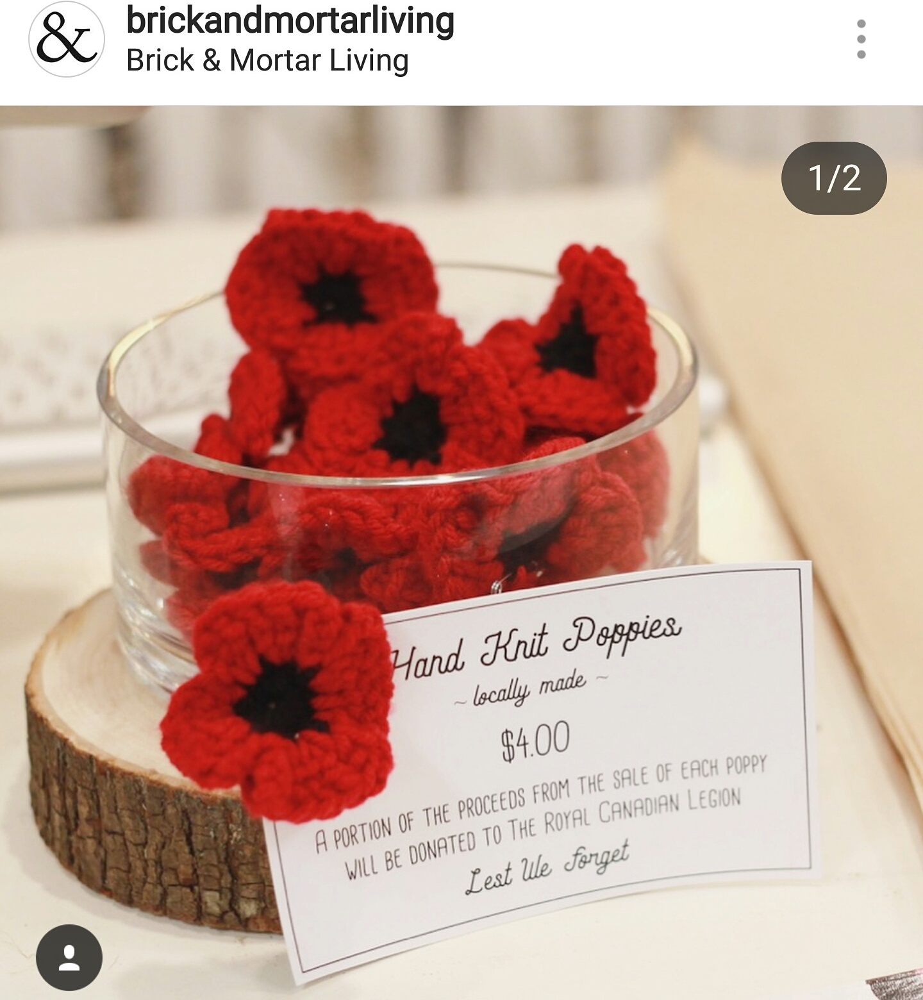 brickandmortarliving
Brick & Mortar Living
1/2
Hand Knit Poppies
~ locally made ~
$4.00
A PORTION OF THE PROCEEDS FROM THE SALE OF EACH POPPY
WILL BE DONATED TO THE ROYAL CANADIAN LEGION
Lest We Forget